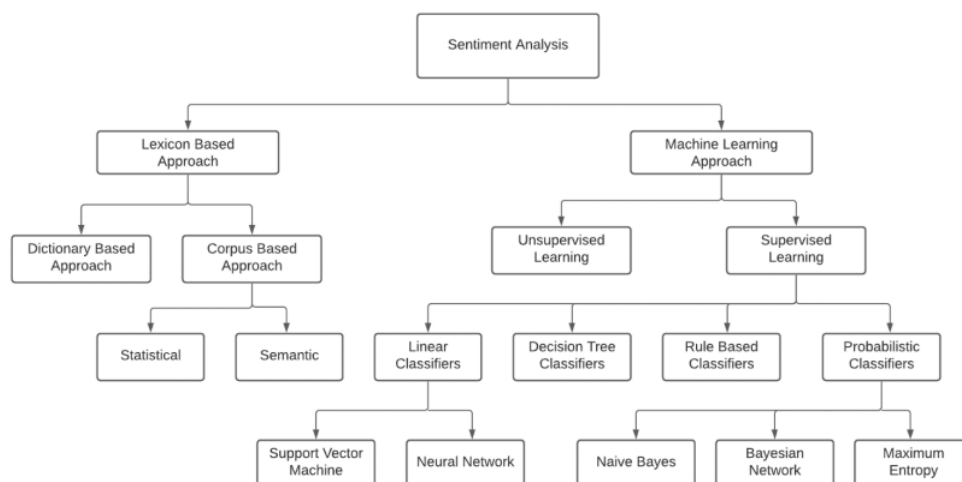 Sentiment Analysis
Lexicon Based
Approach
Machine Learning
Approach
Dictionary Based
Approach
Corpus Based
Approach
Unsupervised
Learning
Supervised
Learning
Statistical
Semantic
Linear
Classifiers
Decision Tree
Classifiers
Rule Based
Classifiers
Probabilistic
Classifiers
Support Vector
Machine
Neural Network
Naive Bayes
Bayesian
Network
Maximum
Entropy